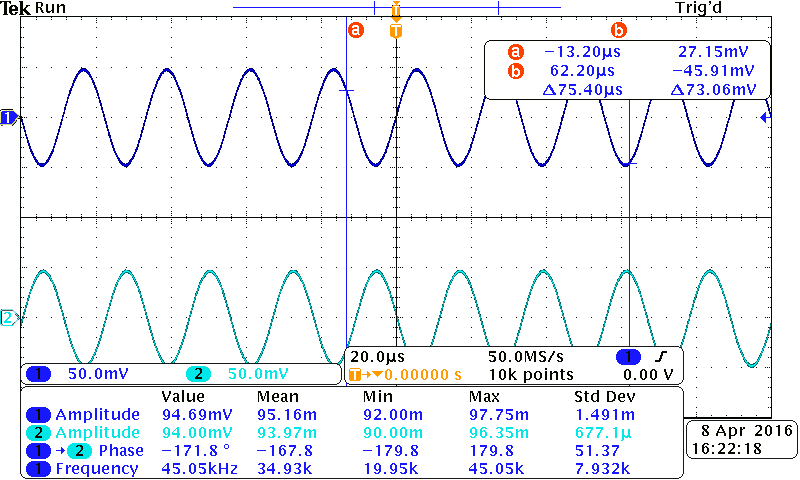 Tek Run Trig'd
T
a b
T
a −13.20µs 27.15mV
b 62.20µs −45.91mV
Δ75.40µs Δ73.06mV
1
2
1 50.0mV 2 50.0mV
20.0µs 50.0MS/s 1
T→▼0.00000 s 10k points 0.00 V
Value Mean Min Max Std Dev
1 Amplitude 94.69mV 95.16m 92.00m 97.75m 1.491m
2 Amplitude 94.00mV 93.97m 90.00m 96.35m 677.1µ
1 → 2 Phase −171.8 ° −167.8 −179.8 179.8 51.37
1 Frequency 45.05kHz 34.93k 19.95k 45.05k 7.932k
8 Apr 2016
16:22:18